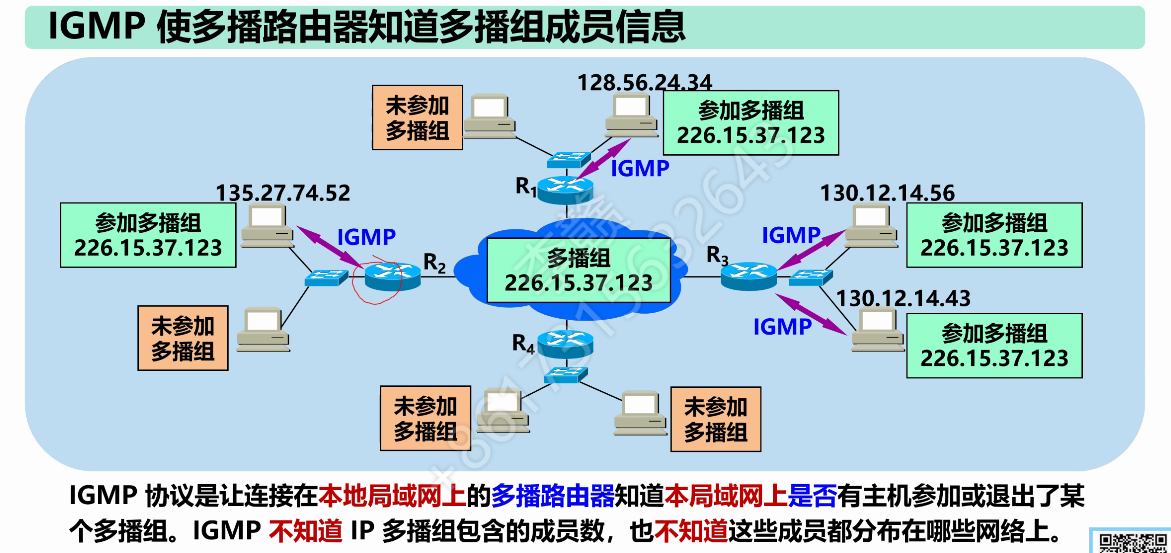 IGMP 使多播路由器知道多播组成员信息
128.56.24.34
未参加
多播组
参加多播组
226.15.37.123
IGMP
R1
135.27.74.52
参加多播组
226.15.37.123
IGMP
R2
未参加
多播组
多播组
226.15.37.123
130.12.14.56
参加多播组
226.15.37.123
IGMP
R3
130.12.14.43
IGMP
参加多播组
226.15.37.123
R4
未参加
多播组
未参加
多播组
IGMP 协议是让连接在本地局域网上的多播路由器知道本局域网上是否有主机参加或退出了某
个多播组。IGMP 不知道 IP 多播组包含的成员数，也不知道这些成员都分布在哪些网络上。